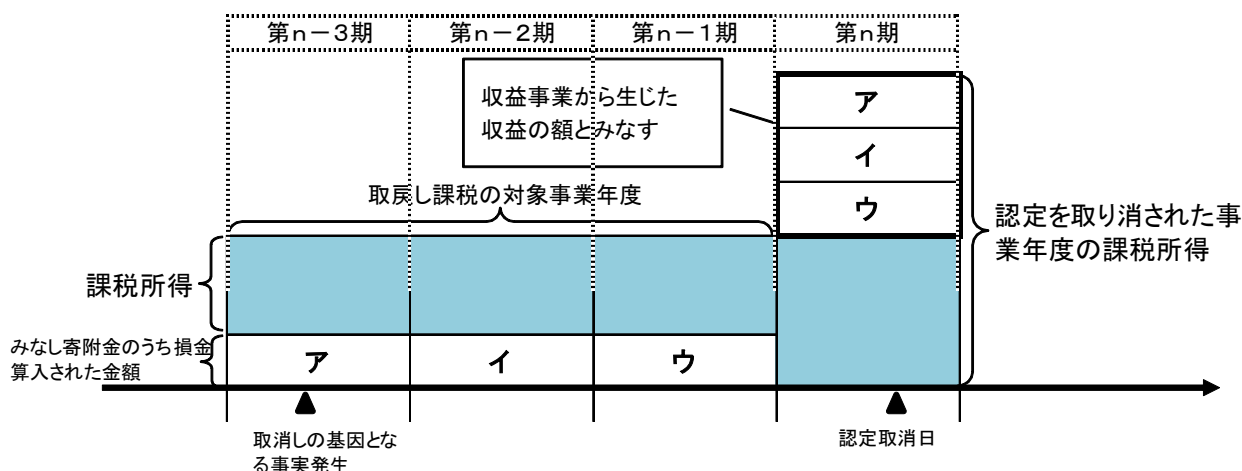 第n－3期
第n－2期
第n－1期
第n期
収益事業から生じた
収益の額とみなす
ア
イ
ウ
取戻し課税の対象事業年度
認定を取り消された事
業年度の課税所得
課税所得
みなし寄附金のうち損金
算入された金額
ア
イ
ウ
取消しの基因とな
る事実発生
認定取消日